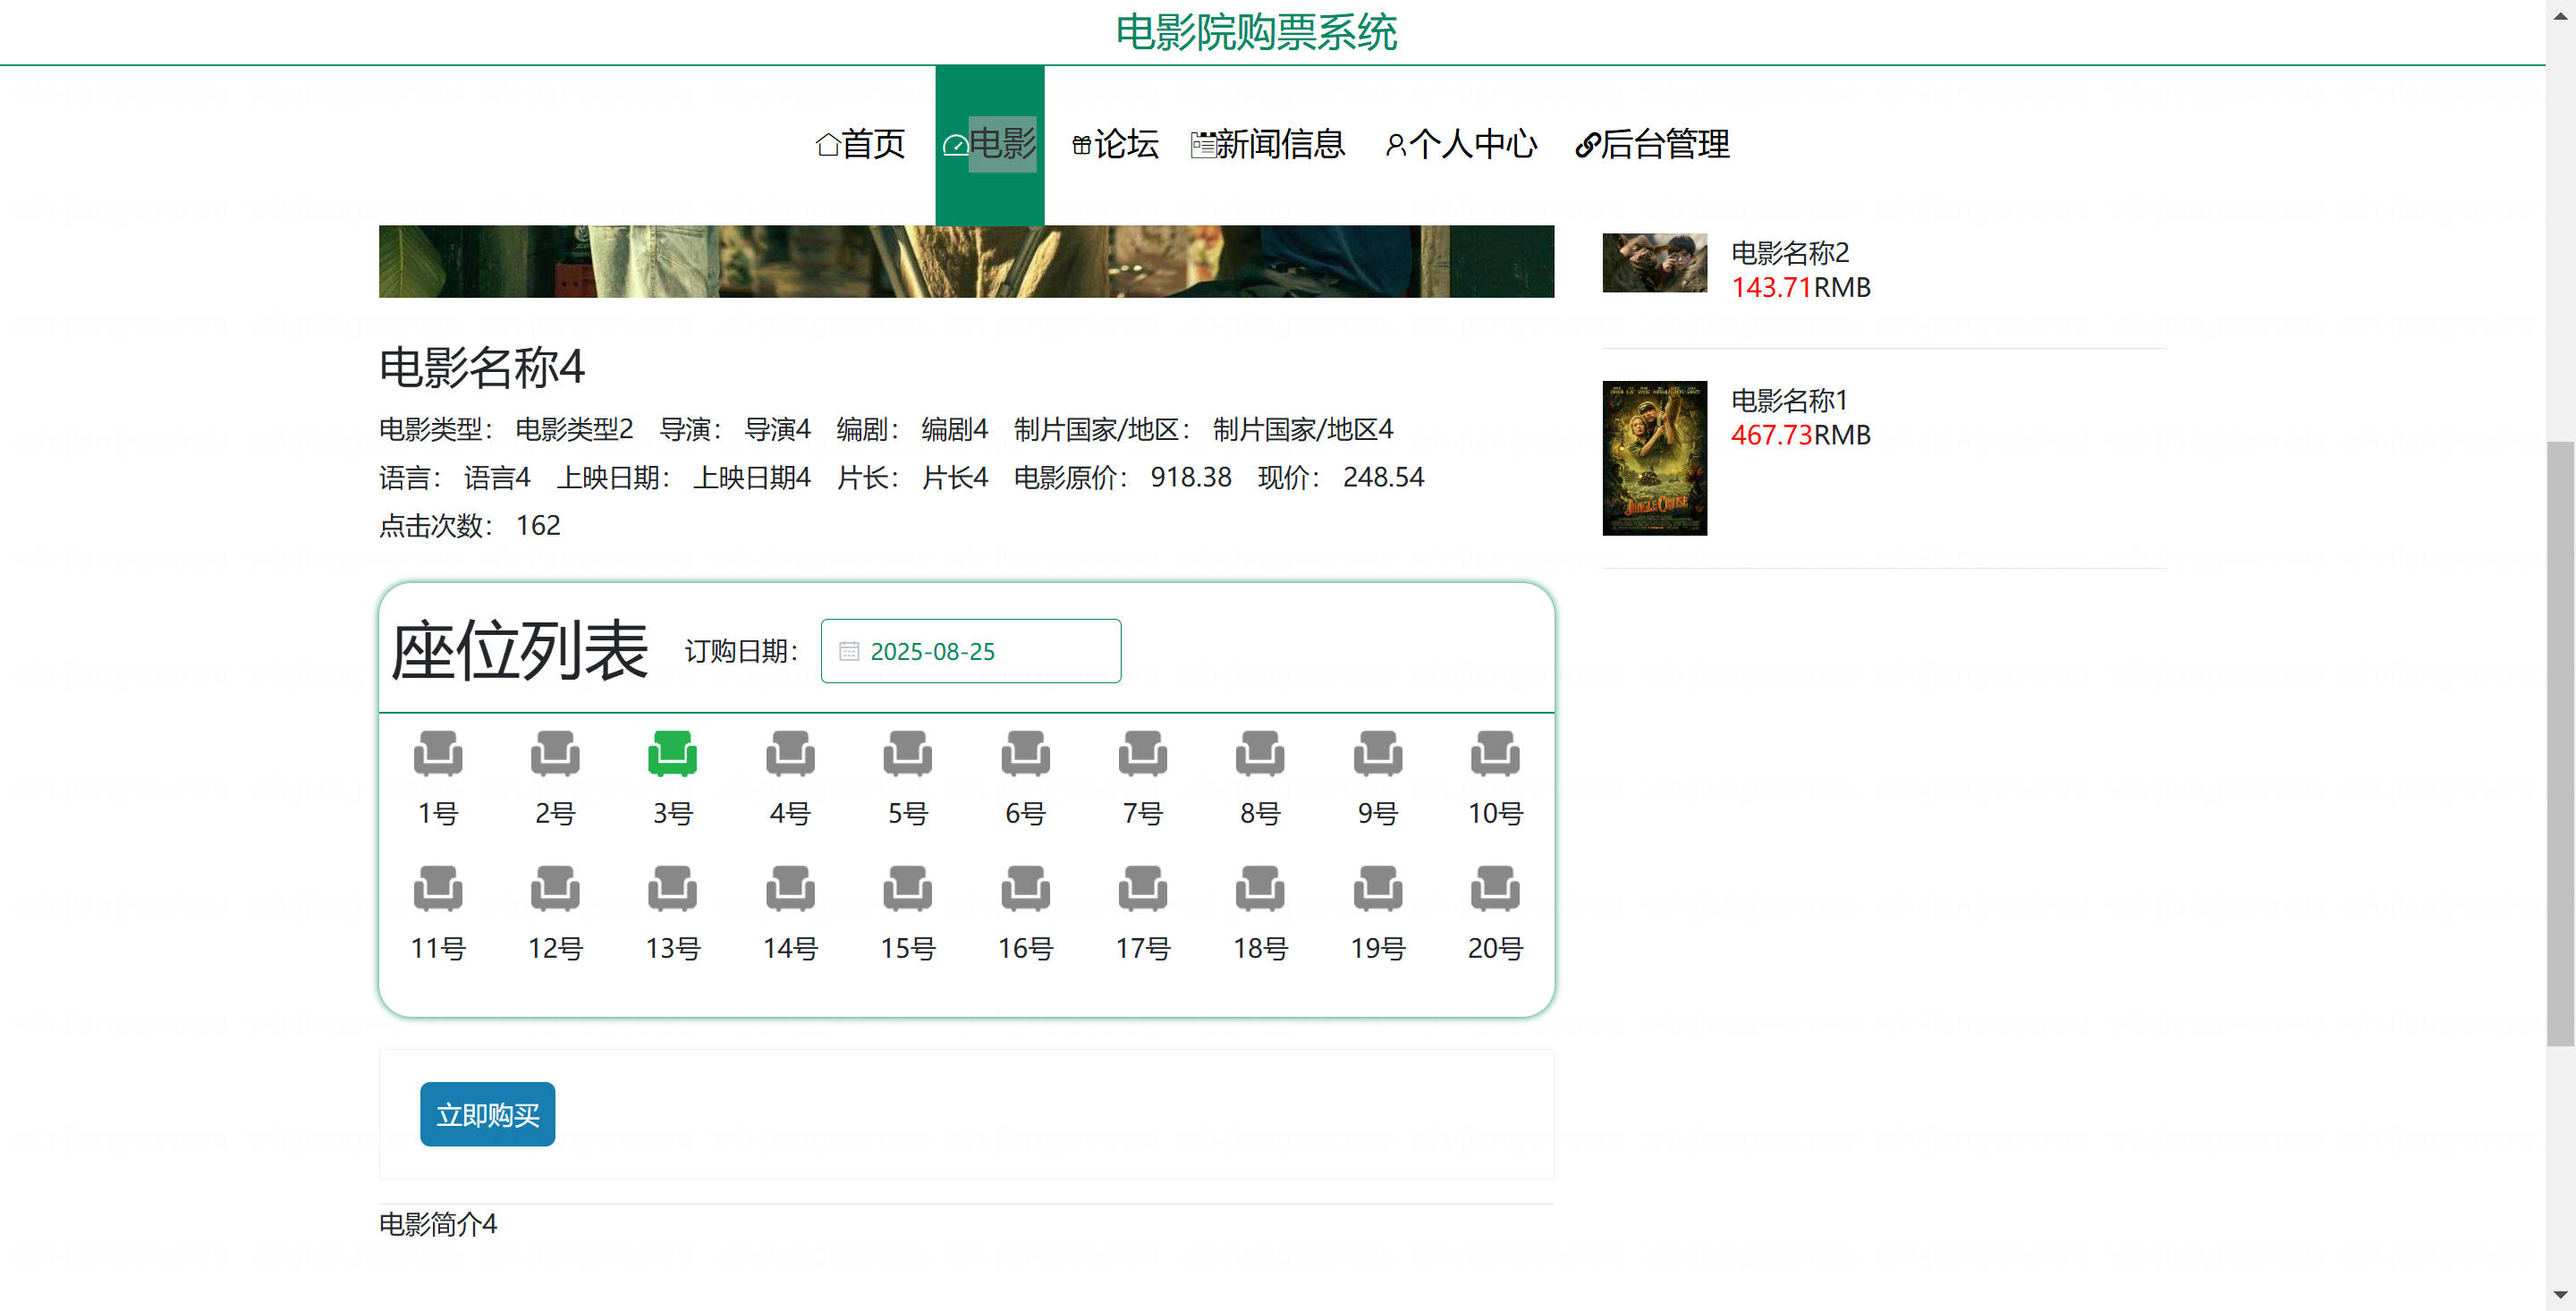 电影院购票系统
首页 电影 论坛 新闻信息 个人中心 后台管理
电影名称4
电影类型： 电影类型2 导演： 导演4 编剧： 编剧4 制片国家/地区： 制片国家/地区4
语言： 语言4 上映日期： 上映日期4 片长： 片长4 电影原价： 918.38 现价： 248.54
点击次数： 162
座位列表 订购日期： 2025-08-25
1号 2号 3号 4号 5号 6号 7号 8号 9号 10号
11号 12号 13号 14号 15号 16号 17号 18号 19号 20号
立即购买
电影简介4
电影名称2
143.71RMB
电影名称1
467.73RMB
JUNGLE CRUISE